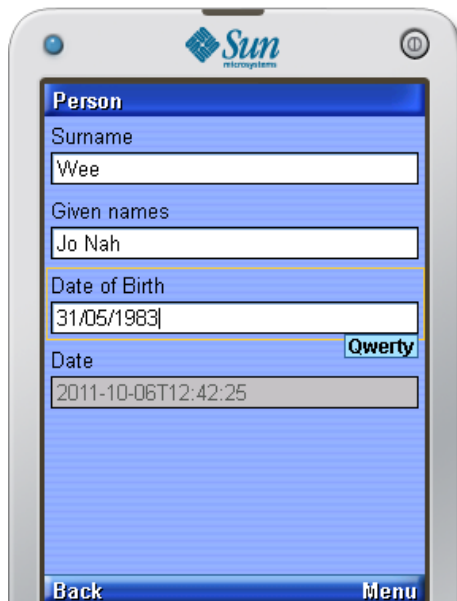 Sun
microsystems
Person
Surname
Wee
Given names
Jo Nah
Date of Birth
31/05/1983
Qwerty
Date
2011-10-06T12:42:25
Back Menu